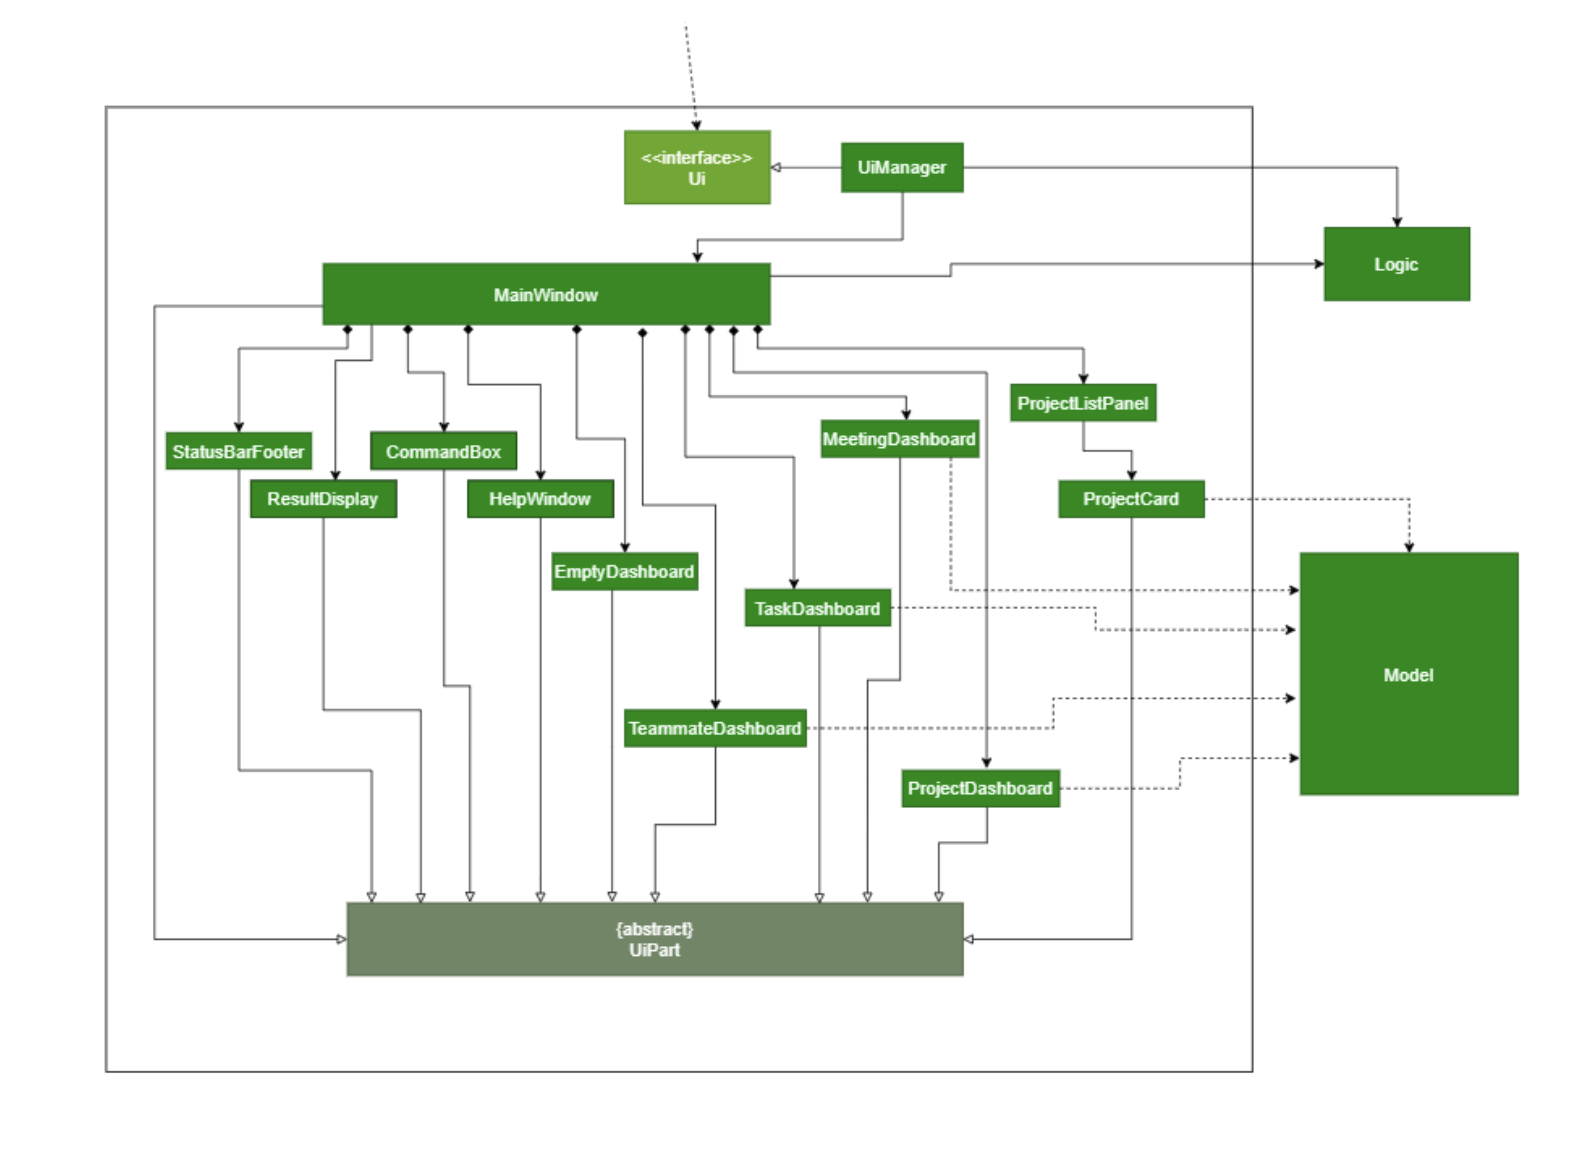 <<interface>>
Ui
UiManager
Logic
MainWindow
ProjectListPanel
MeetingDashboard
StatusBarFooter
CommandBox
ResultDisplay
HelpWindow
ProjectCard
EmptyDashboard
TaskDashboard
Model
TeammateDashboard
ProjectDashboard
{abstract}
UiPart